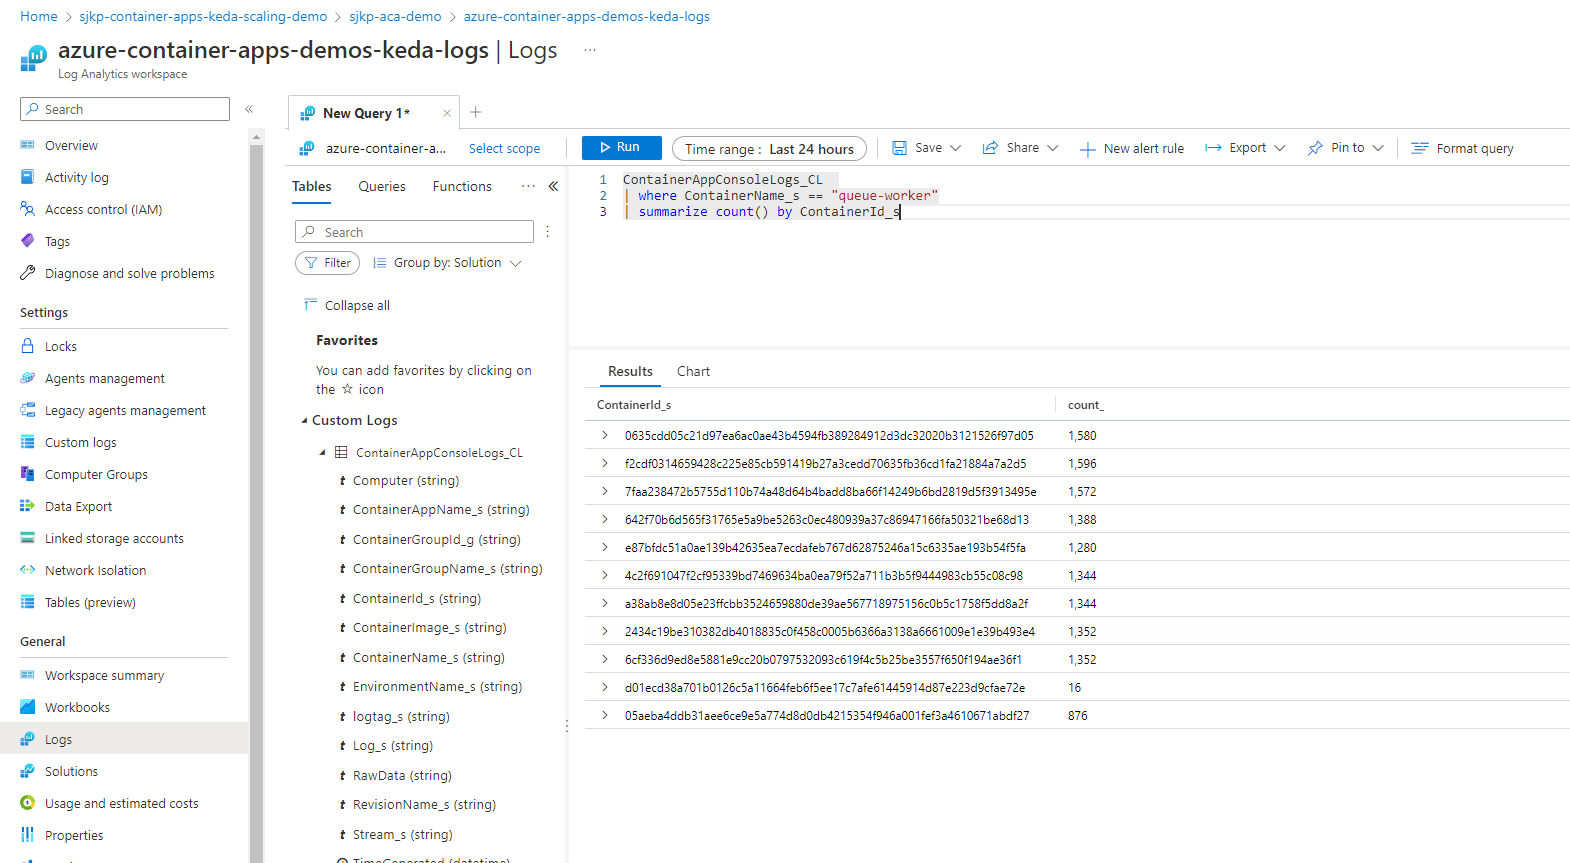 Home > sjkp-container-apps-keda-scaling-demo > sjkp-aca-demo > azure-container-apps-demos-keda-logs
azure-container-apps-demos-keda-logs | Logs ...
Log Analytics workspace
Search «
Overview
Activity log
Access control (IAM)
Tags
Diagnose and solve problems
Settings
Locks
Agents management
Legacy agents management
Custom logs
Computer Groups
Data Export
Linked storage accounts
Network Isolation
Tables (preview)
General
Workspace summary
Workbooks
Logs
Solutions
Usage and estimated costs
Properties
New Query 1* × +
azure-container-a... Select scope
Run Time range : Last 24 hours Save Share New alert rule Export Pin to Format query
Tables Queries Functions ... «
Search
Filter Group by: Solution
Collapse all
Favorites
You can add favorites by clicking on
the ☆ icon
Custom Logs
ContainerAppConsoleLogs_CL
t Computer (string)
t ContainerAppName_s (string)
t ContainerGroupId_g (string)
t ContainerGroupName_s (string)
t ContainerId_s (string)
t ContainerImage_s (string)
t ContainerName_s (string)
t EnvironmentName_s (string)
t logtag_s (string)
t Log_s (string)
t RawData (string)
t RevisionName_s (string)
t Stream_s (string)
TimeGenerated (datetime)
1 ContainerAppConsoleLogs_CL
2 | where ContainerName_s == "queue-worker"
3 | summarize count() by ContainerId_s
Results Chart
ContainerId_s count_
> 0635cdd05c21d97ea6ac0ae43b4594fb389284912d3dc32020b3121526f97d05 1,580
> f2cdf0314659428c225e85cb591419b27a3cedd70635fb36cd1fa21884a7a2d5 1,596
> 7faa238472b5755d110b74a48d64b4badd8ba66f14249b6bd2819d5f3913495e 1,572
> 642f70b6d565f31765e5a9be5263c0ec480939a37c86947166fa50321be68d13 1,388
> e87bfdc51a0ae139b42635ea7ecdafeb767d62875246a15c6335ae193b54f5fa 1,280
> 4c2f691047f2cf95339bd7469634ba0ea79f52a711b3b5f9444983cb55c08c98 1,344
> a38ab8e8d05e23ffcbb3524659880de39ae567718975156c0b5c1758f5dd8a2f 1,344
> 2434c19be310382db4018835c0f458c0005b6366a3138a6661009e1e39b493e4 1,352
> 6cf336d9ed8e5881e9cc20b0797532093c619f4c5b25be3557f650f194ae36f1 1,352
> d01ecd38a701b0126c5a11664feb6f5ee17c7afe61445914d87e223d9cfae72e 16
> 05aeba4ddb31aee6ce9e5a774d8d0db4215354f946a001fef3a4610671abdf27 876